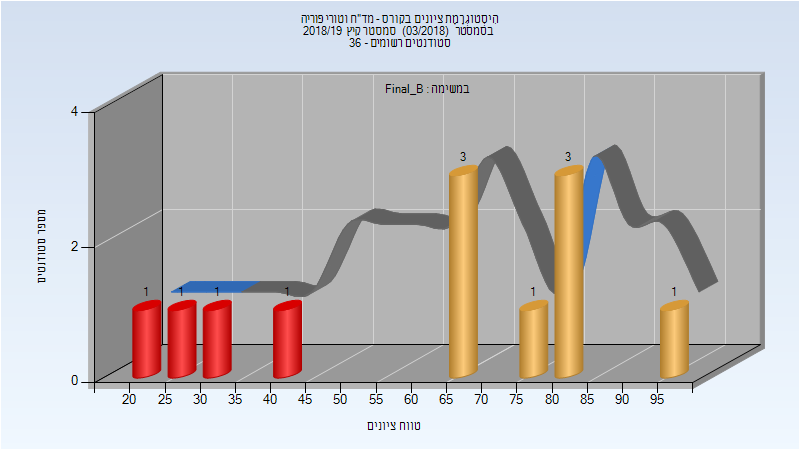 היסטוגרמת ציונים בקורס - מד"ח וטורי פוריה
בסמסטר (03/2018) סמסטר קיץ 2018/19
סטודנטים רשומים - 36
במשימה : Final_B
מספר סטודנטים
4
2
0
1 1 1 1 3 1 3 1
20 25 30 35 40 45 50 55 60 65 70 75 80 85 90 95
טווח ציונים